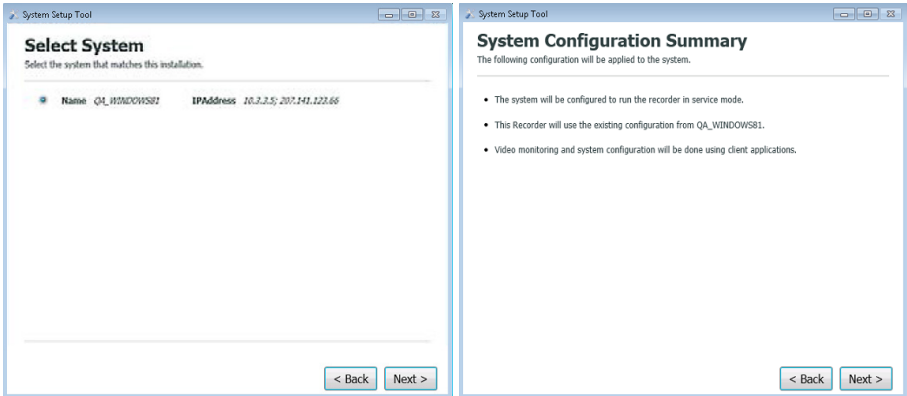 System Setup Tool
Select System
Select the system that matches this installation.
Name QA_WINDOWS81 IPAddress 10.3.3.5; 207.141.123.66
< Back Next >
System Setup Tool
System Configuration Summary
The following configuration will be applied to the system.
• The system will be configured to run the recorder in service mode.
• This Recorder will use the existing configuration from QA_WINDOWS81.
• Video monitoring and system configuration will be done using client applications.
< Back Next >